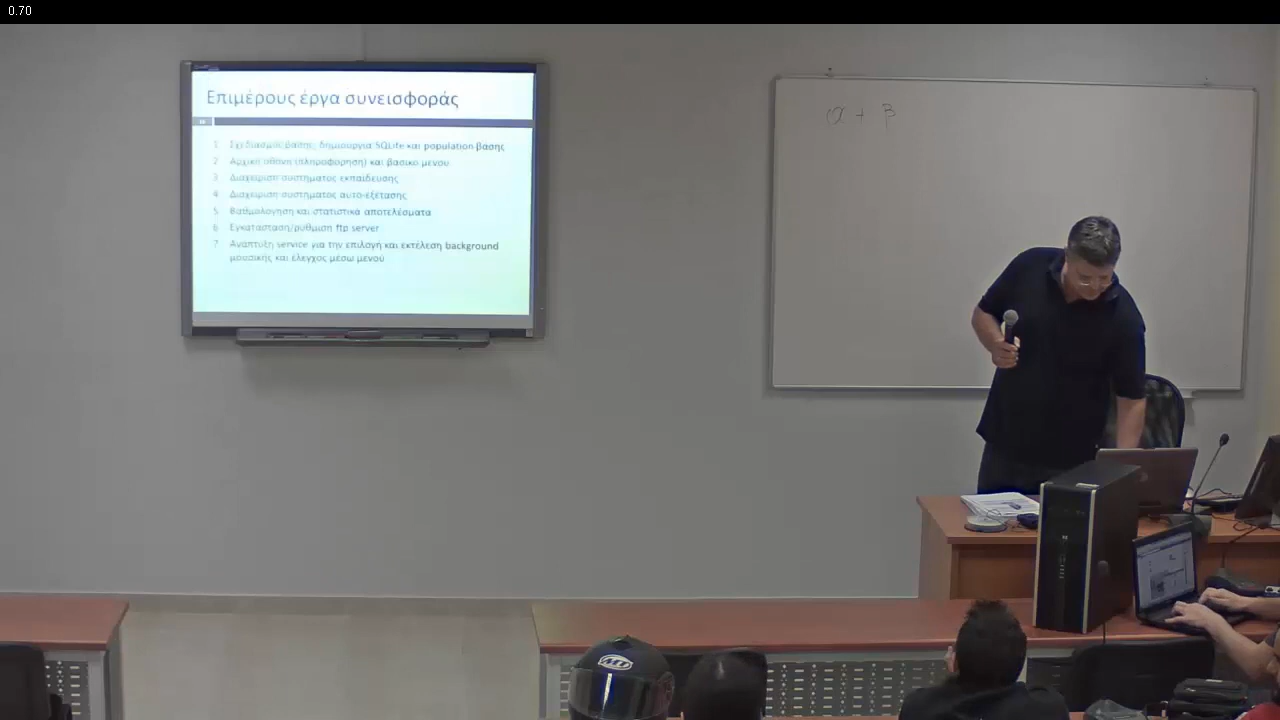 0.70
Επιμέρους έργα συνεισφοράς
1 Σχεδιασμός βάσης, δημιουργία SQLite και population βάσης
2 Αρχική οθόνη (πληροφόρηση) και βασικό μενού
3 Διαχείριση συστήματος εκπαίδευσης
4 Διαχείριση συστήματος αυτο-εξέτασης
5 Βαθμολόγηση και στατιστικά αποτελέσματα
6 Εγκατάσταση/ρύθμιση ftp server
7 Ανάπτυξη service για την επιλογή και εκτέλεση background
μουσικής και έλεγχος μέσω μενού
α + β